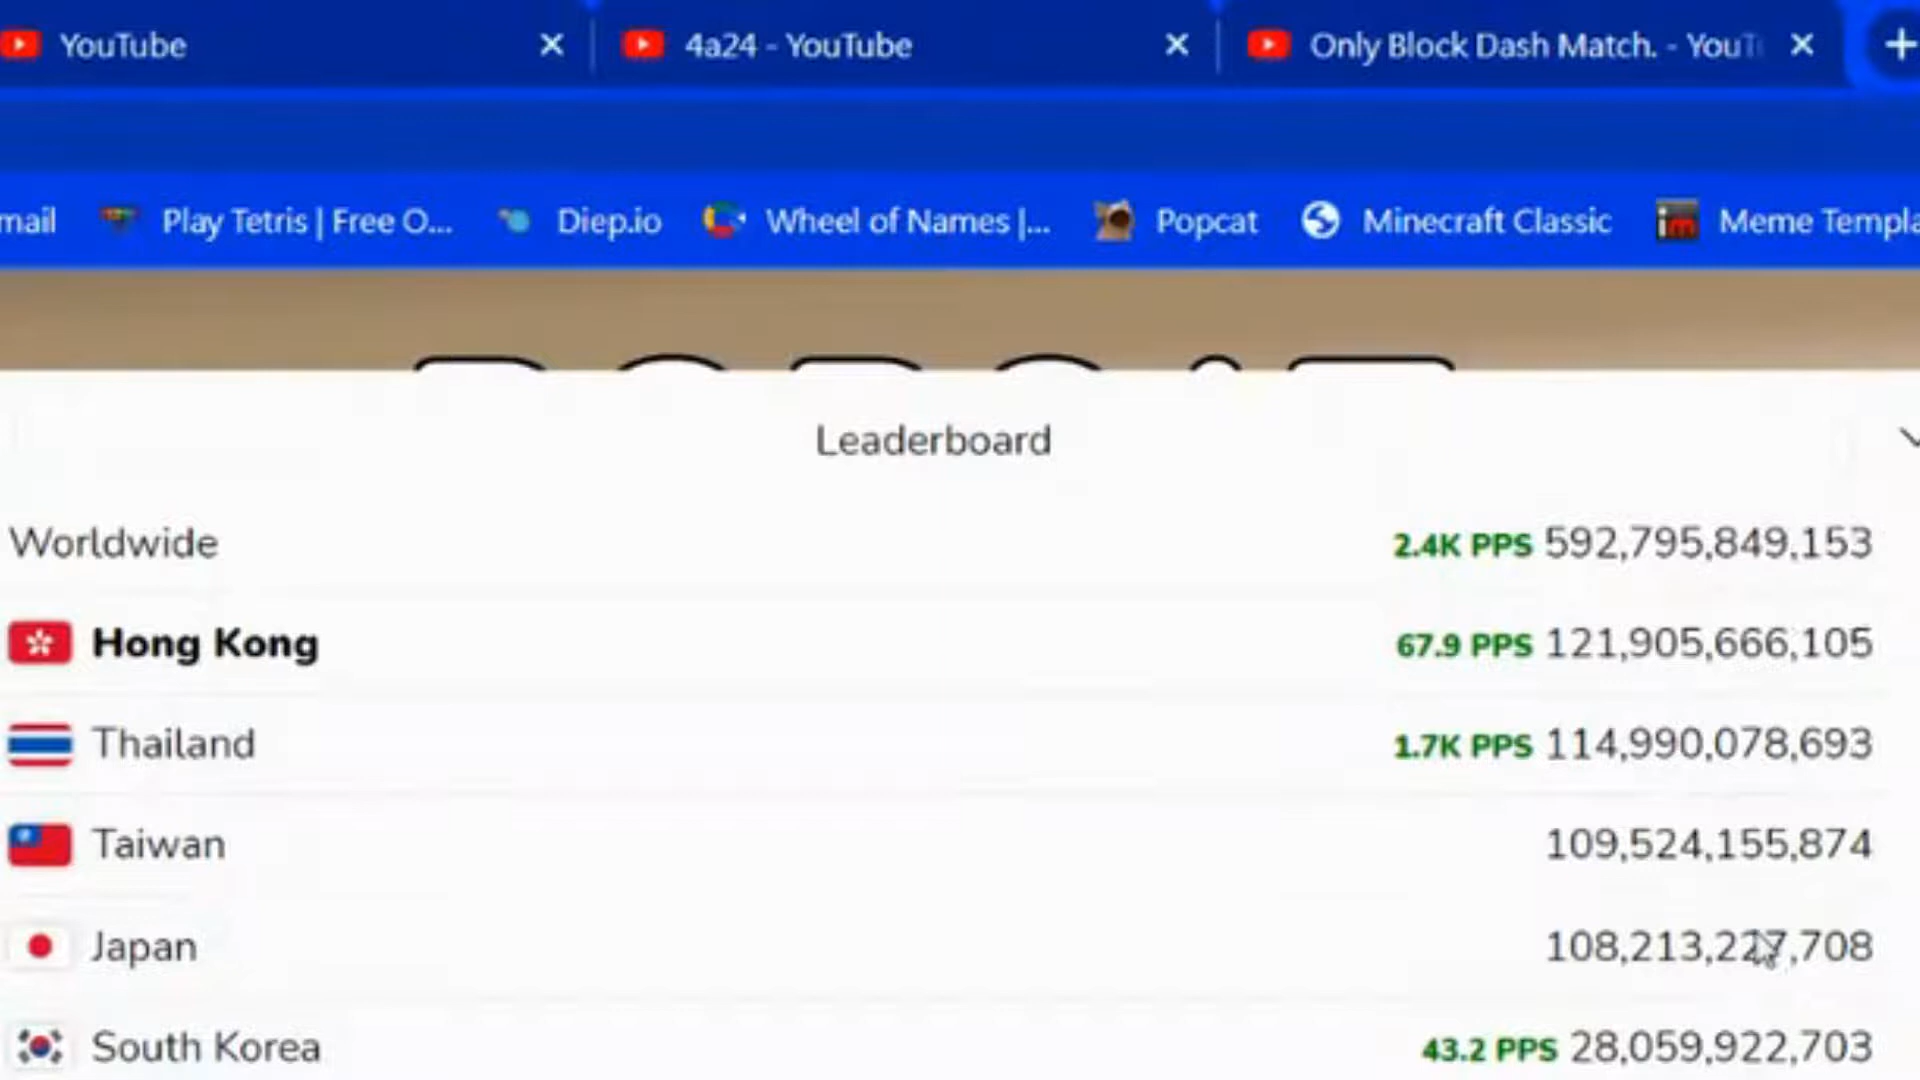 YouTube 4a24 - YouTube Only Block Dash Match. - YouT
mail Play Tetris | Free O... Diep.io Wheel of Names |... Popcat Minecraft Classic Meme Templa
Leaderboard
Worldwide 2.4K PPS 592,795,849,153
Hong Kong 67.9 PPS 121,905,666,105
Thailand 1.7K PPS 114,990,078,693
Taiwan 109,524,155,874
Japan 108,213,227,708
South Korea 43.2 PPS 28,059,922,703